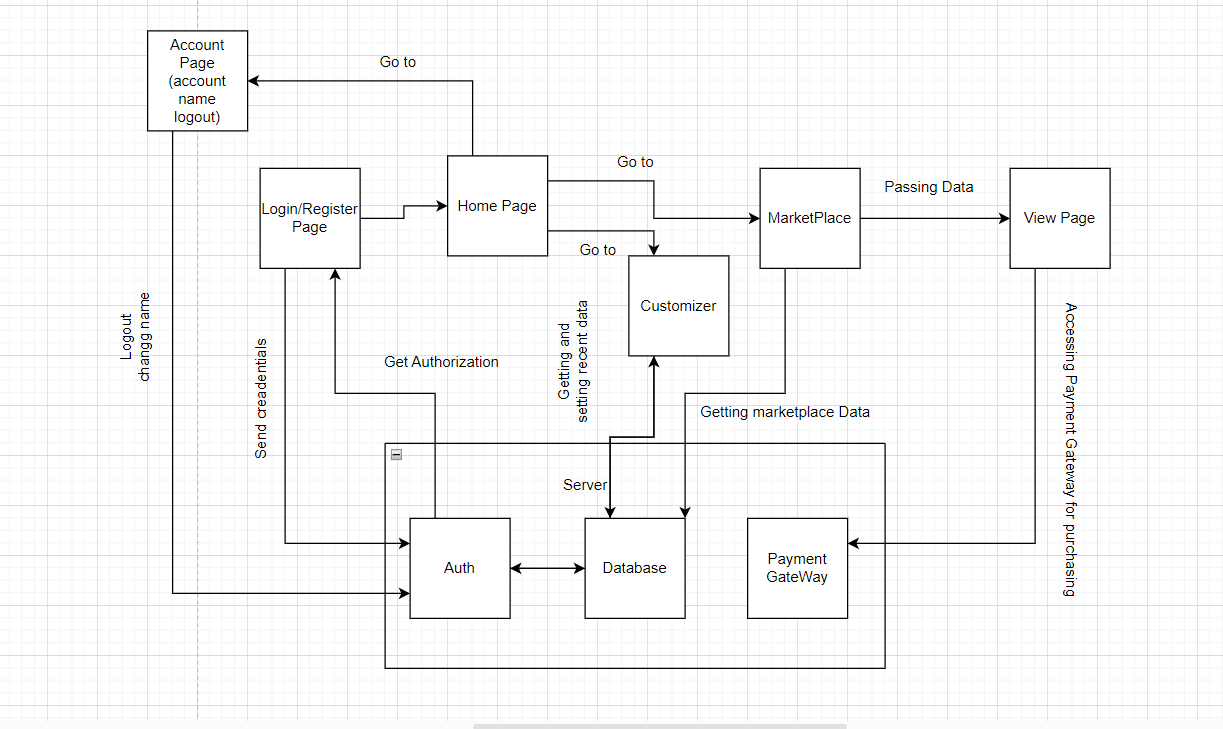 Account
Page
(account
name
logout)
Go to
Go to
Login/Register
Page
Home Page
MarketPlace
Passing Data
View Page
Go to
Customizer
Logout
changg name
Send creadentials
Get Authorization
Getting and
setting recent data
Getting marketplace Data
Accessing Payment Gateway for purchasing
Server
Auth
Database
Payment
GateWay